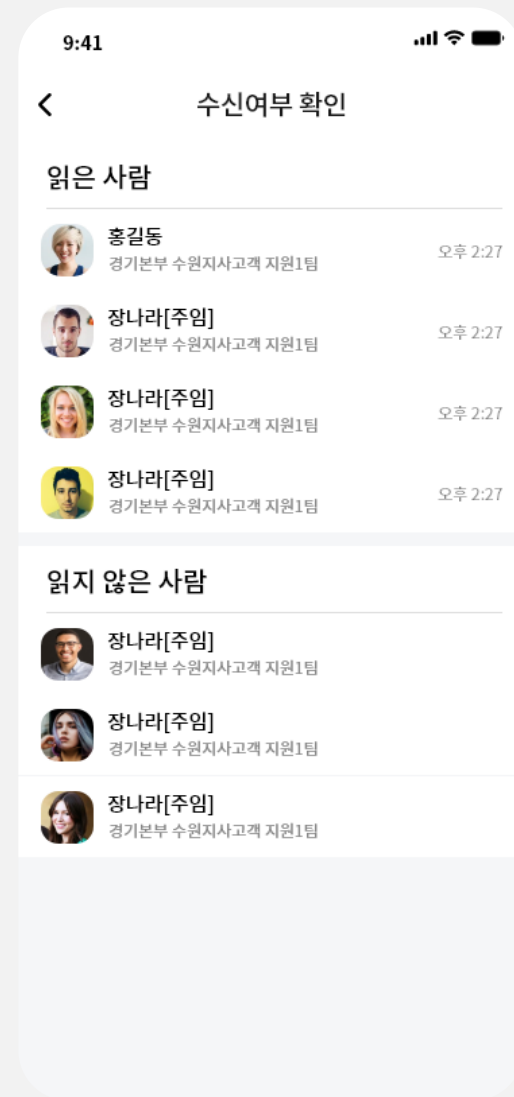 9:41
수신여부 확인
읽은 사람
홍길동
경기본부 수원지사고객 지원1팀
오후 2:27
장나라[주임]
경기본부 수원지사고객 지원1팀
오후 2:27
장나라[주임]
경기본부 수원지사고객 지원1팀
오후 2:27
장나라[주임]
경기본부 수원지사고객 지원1팀
오후 2:27
읽지 않은 사람
장나라[주임]
경기본부 수원지사고객 지원1팀
장나라[주임]
경기본부 수원지사고객 지원1팀
장나라[주임]
경기본부 수원지사고객 지원1팀